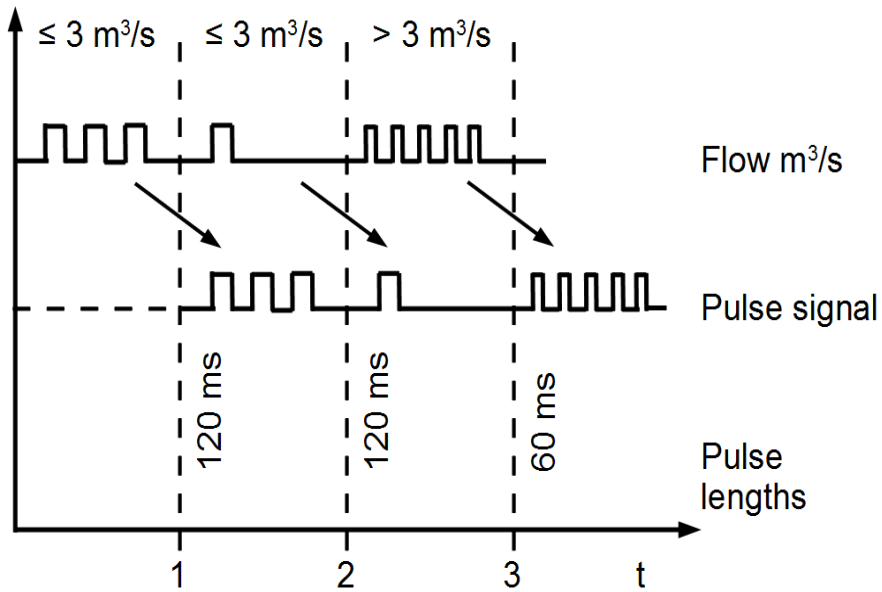 ≤ 3 m³/s ≤ 3 m³/s > 3 m³/s
Flow m³/s
Pulse signal
120 ms 120 ms 60 ms
Pulse
lengths
1 2 3 t